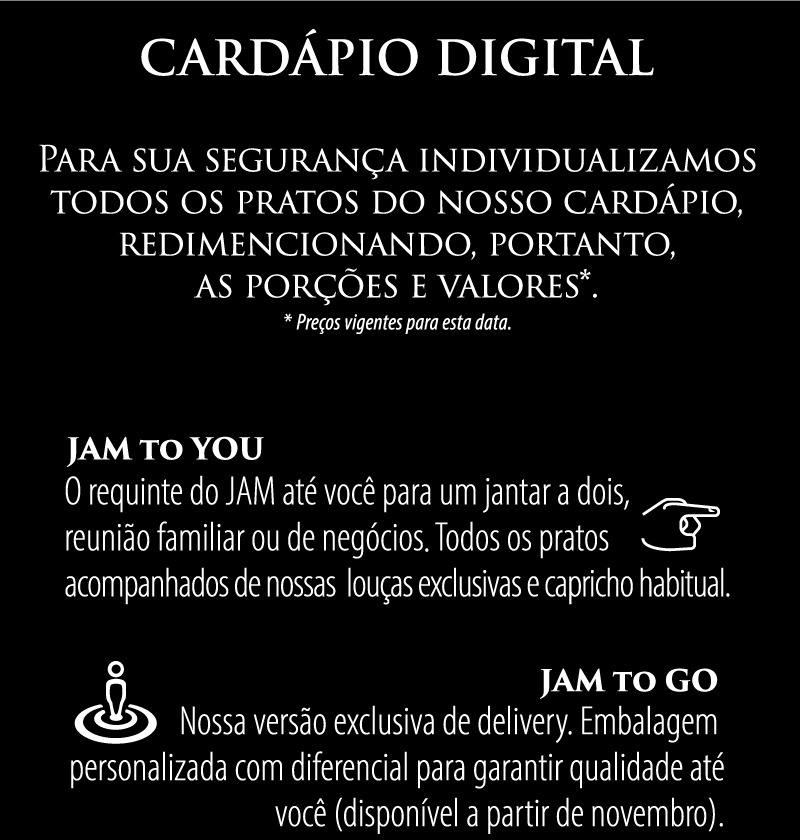 CARDÁPIO DIGITAL
PARA SUA SEGURANÇA INDIVIDUALIZAMOS
TODOS OS PRATOS DO NOSSO CARDÁPIO,
REDIMENCIONANDO, PORTANTO,
AS PORÇÕES E VALORES*.
* Preços vigentes para esta data.
JAM TO YOU
O requinte do JAM até você para um jantar a dois,
reunião familiar ou de negócios. Todos os pratos
acompanhados de nossas louças exclusivas e capricho habitual.
JAM TO GO
Nossa versão exclusiva de delivery. Embalagem
personalizada com diferencial para garantir qualidade até
você (disponível a partir de novembro).